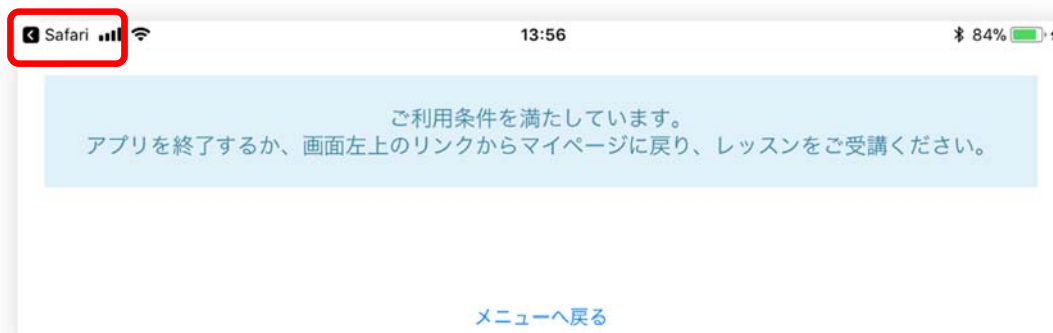 Safari 13:56 84%
ご利用条件を満たしています。
アプリを終了するか、画面左上のリンクからマイページに戻り、レッスンをご受講ください。
メニューへ戻る